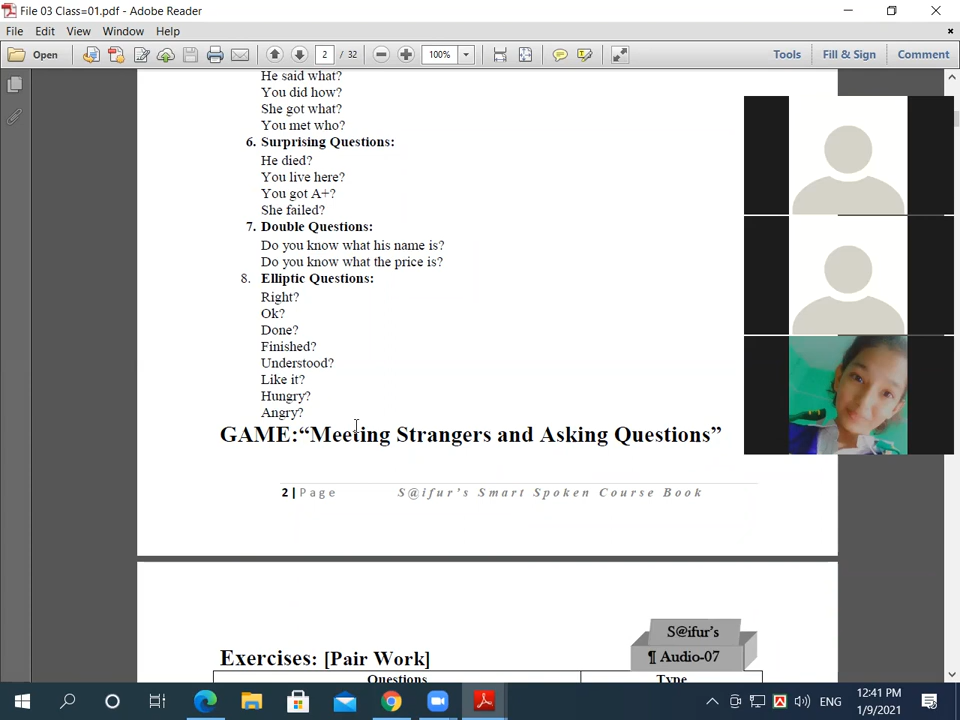 File 03 Class=01.pdf - Adobe Reader
File Edit View Window Help
Open 2 / 32 100% Tools Fill & Sign Comment
He said what?
You did how?
She got what?
You met who?
6. Surprising Questions:
He died?
You live here?
You got A+?
She failed?
7. Double Questions:
Do you know what his name is?
Do you know what the price is?
8. Elliptic Questions:
Right?
Ok?
Done?
Finished?
Understood?
Like it?
Hungry?
Angry?
GAME:“Meeting Strangers and Asking Questions”
2 | Page S@ifur’s Smart Spoken Course Book
S@ifur’s
¶ Audio-07
Exercises: [Pair Work]
Questions Type
ENG
12:41 PM
1/9/2021